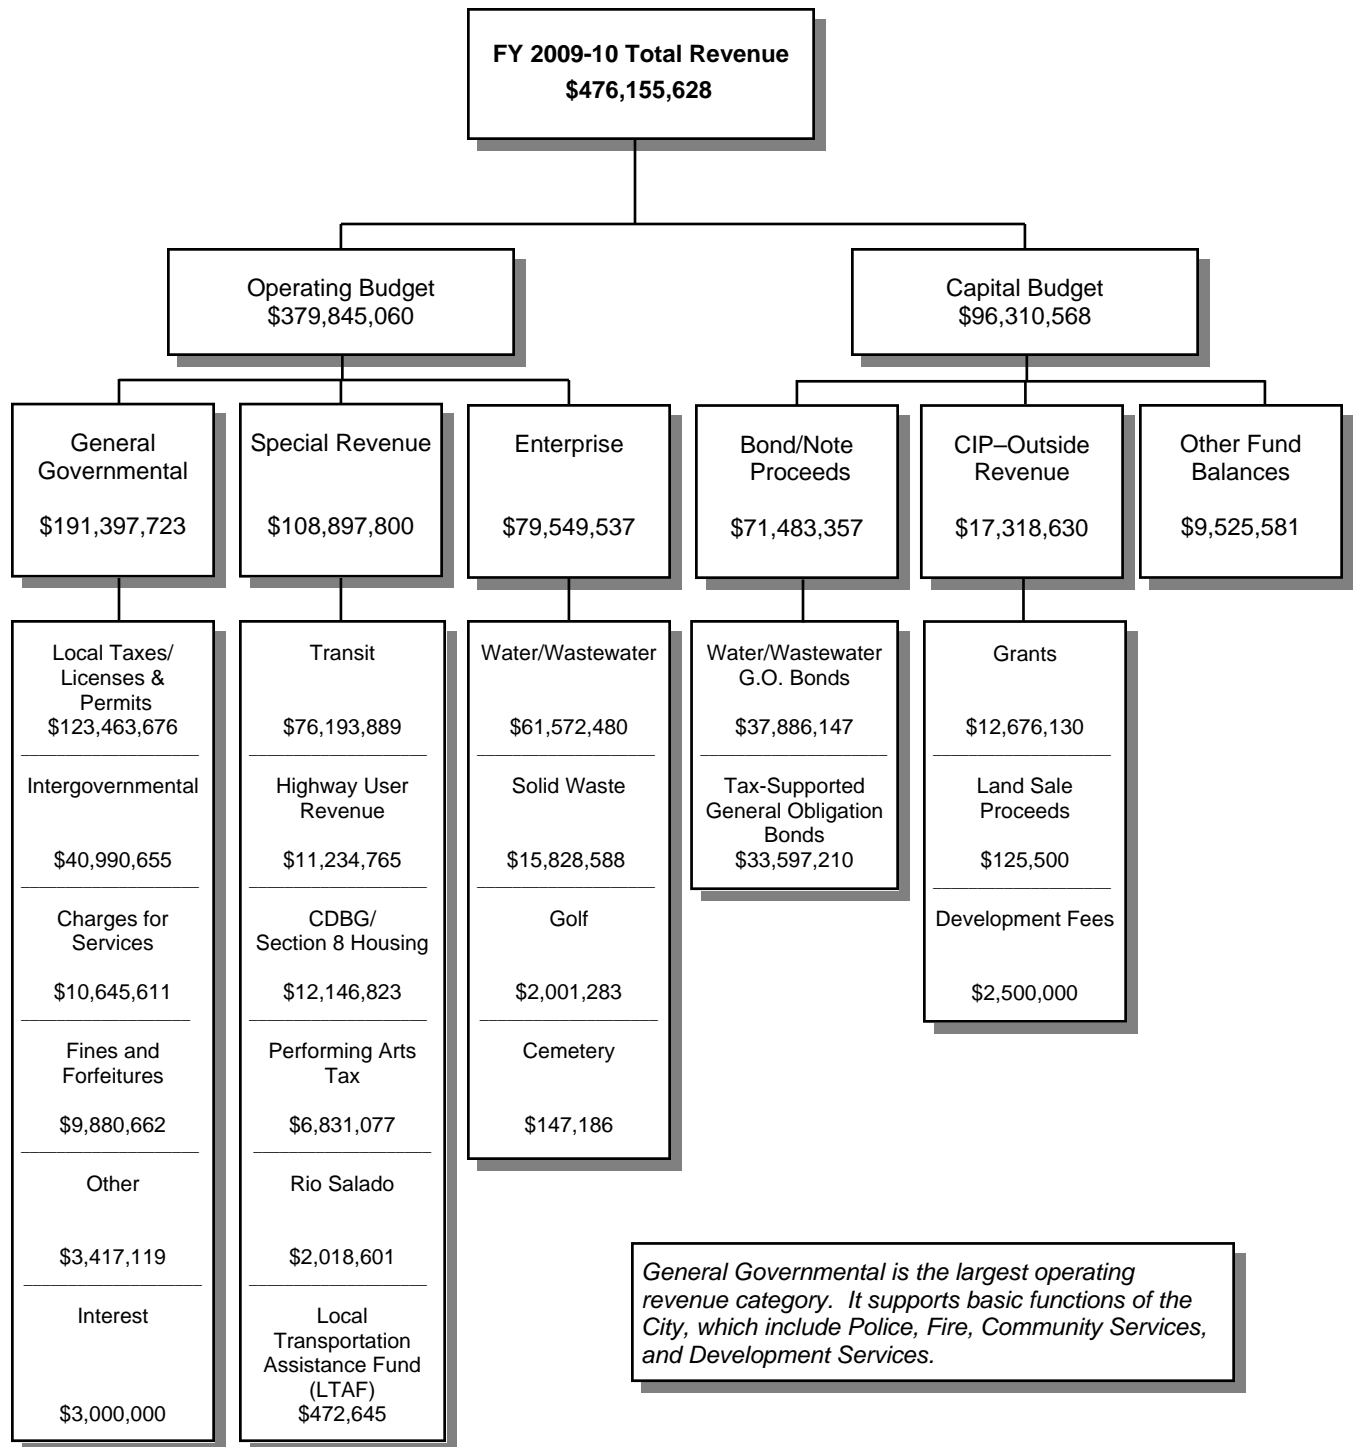 FY 2009-10 Total Revenue
$476,155,628
Operating Budget
$379,845,060
Capital Budget
$96,310,568
General
Governmental
$191,397,723
Special Revenue
$108,897,800
Enterprise
$79,549,537
Bond/Note
Proceeds
$71,483,357
CIP–Outside
Revenue
$17,318,630
Other Fund
Balances
$9,525,581
Local Taxes/
Licenses &
Permits
$123,463,676
Intergovernmental
$40,990,655
Charges for
Services
$10,645,611
Fines and
Forfeitures
$9,880,662
Other
$3,417,119
Interest
$3,000,000
Transit
$76,193,889
Highway User
Revenue
$11,234,765
CDBG/
Section 8 Housing
$12,146,823
Performing Arts
Tax
$6,831,077
Rio Salado
$2,018,601
Local
Transportation
Assistance Fund
(LTAF)
$472,645
Water/Wastewater
$61,572,480
Solid Waste
$15,828,588
Golf
$2,001,283
Cemetery
$147,186
Water/Wastewater
G.O. Bonds
$37,886,147
Tax-Supported
General Obligation
Bonds
$33,597,210
Grants
$12,676,130
Land Sale
Proceeds
$125,500
Development Fees
$2,500,000
General Governmental is the largest operating
revenue category.  It supports basic functions of the
City, which include Police, Fire, Community Services,
and Development Services.